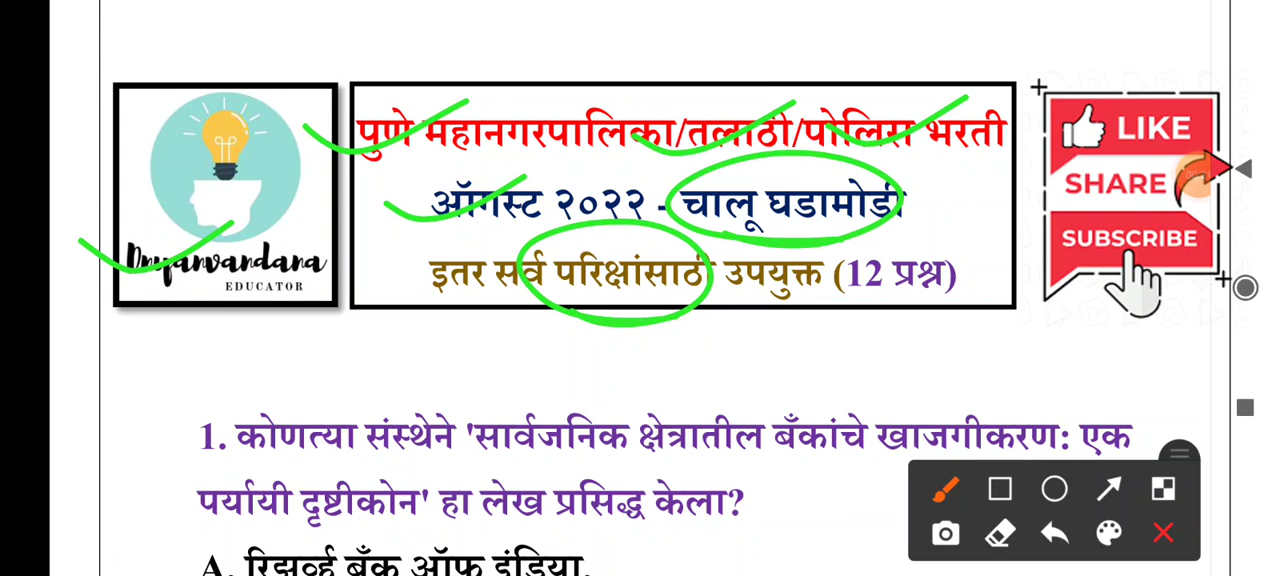 Dnyanvandana
EDUCATOR
पुणे महानगरपालिका/तलाठी/पोलिस भरती
ऑगस्ट २०२२ - चालू घडामोडी
इतर सर्व परिक्षांसाठी उपयुक्त (12 प्रश्न)
LIKE
SHARE
SUBSCRIBE
1. कोणत्या संस्थेने 'सार्वजनिक क्षेत्रातील बँकांचे खाजगीकरण: एक
पर्यायी दृष्टीकोन' हा लेख प्रसिद्ध केला?
A. रिझर्व्ह बँक ऑफ इंडिया.